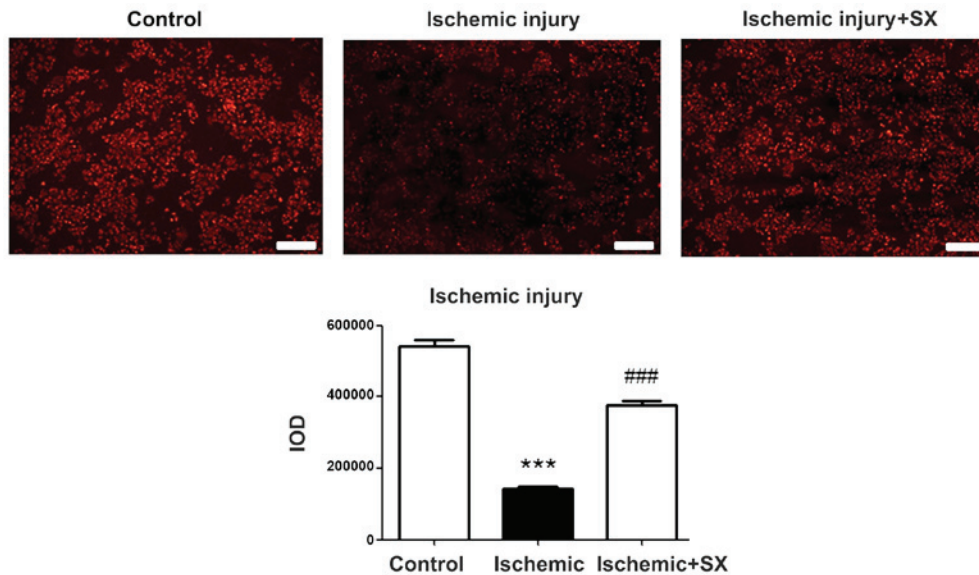 Control Ischemic injury Ischemic injury+SX
Ischemic injury
600000
400000
200000
0
IOD
***
###
Control Ischemic Ischemic+SX